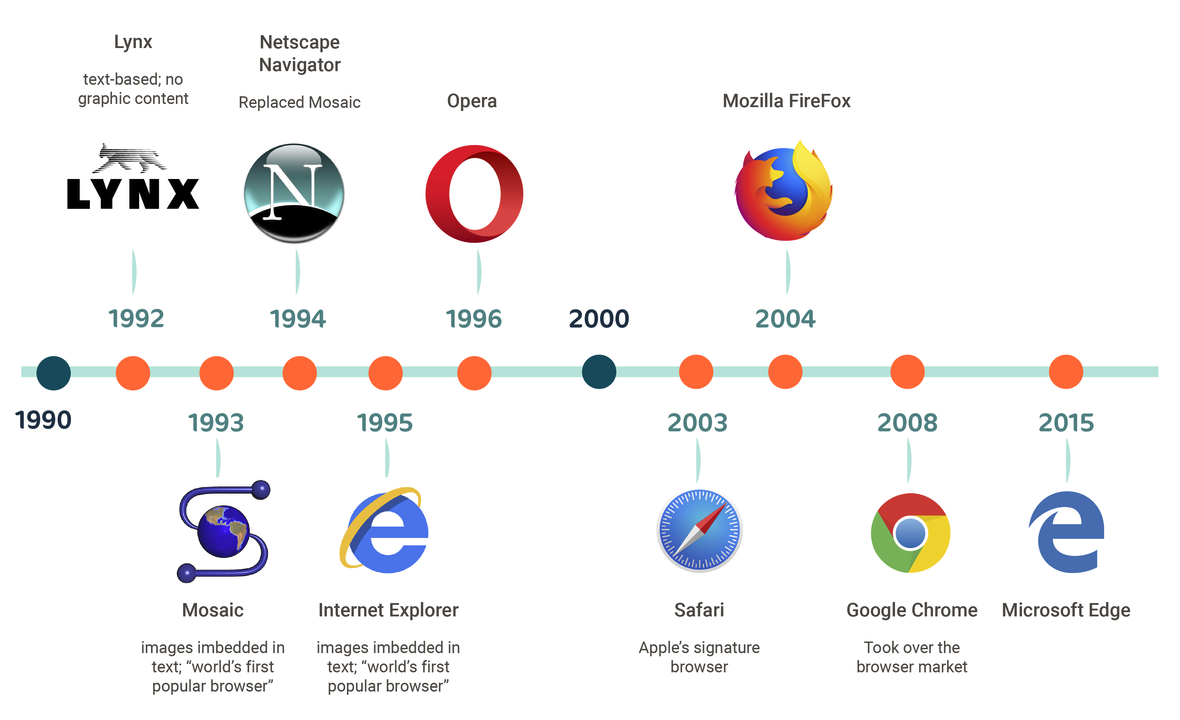 Lynx
text-based; no
graphic content
LYNX
Netscape
Navigator
Replaced Mosaic
N
Opera
Mozilla FireFox
1992
1994
1996
2000
2004
1990
1993
1995
2003
2008
2015
Mosaic
images imbedded in
text; “world’s first
popular browser”
Internet Explorer
images imbedded in
text; “world’s first
popular browser”
Safari
Apple’s signature
browser
Google Chrome
Took over the
browser market
Microsoft Edge